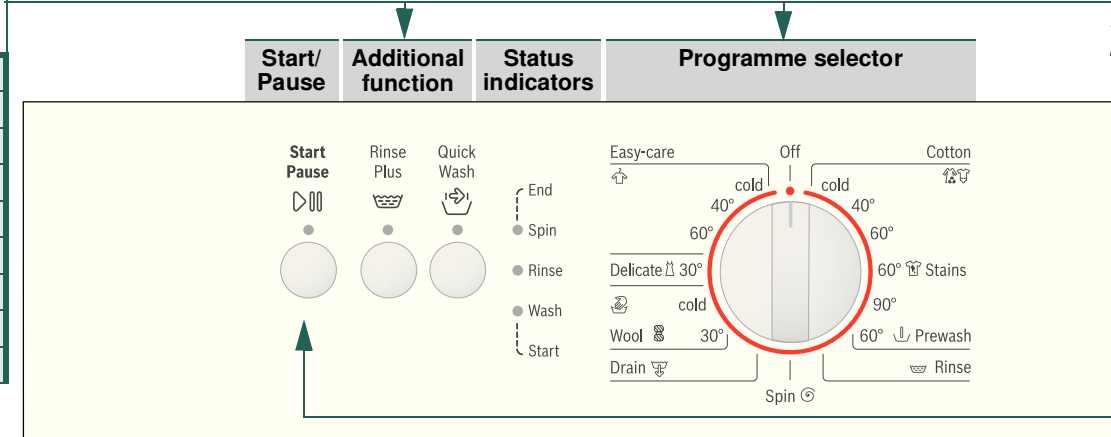 Start/
Pause
Additional
function
Status
indicators
Programme selector
Start
Pause
Rinse
Plus
Quick
Wash
End
Spin
Rinse
Wash
Start
Easy-care
Off
Cotton
cold
cold
40°
40°
60°
60°
Delicate 30°
60° Stains
cold
90°
Wool 30°
60° Prewash
Drain
Rinse
Spin